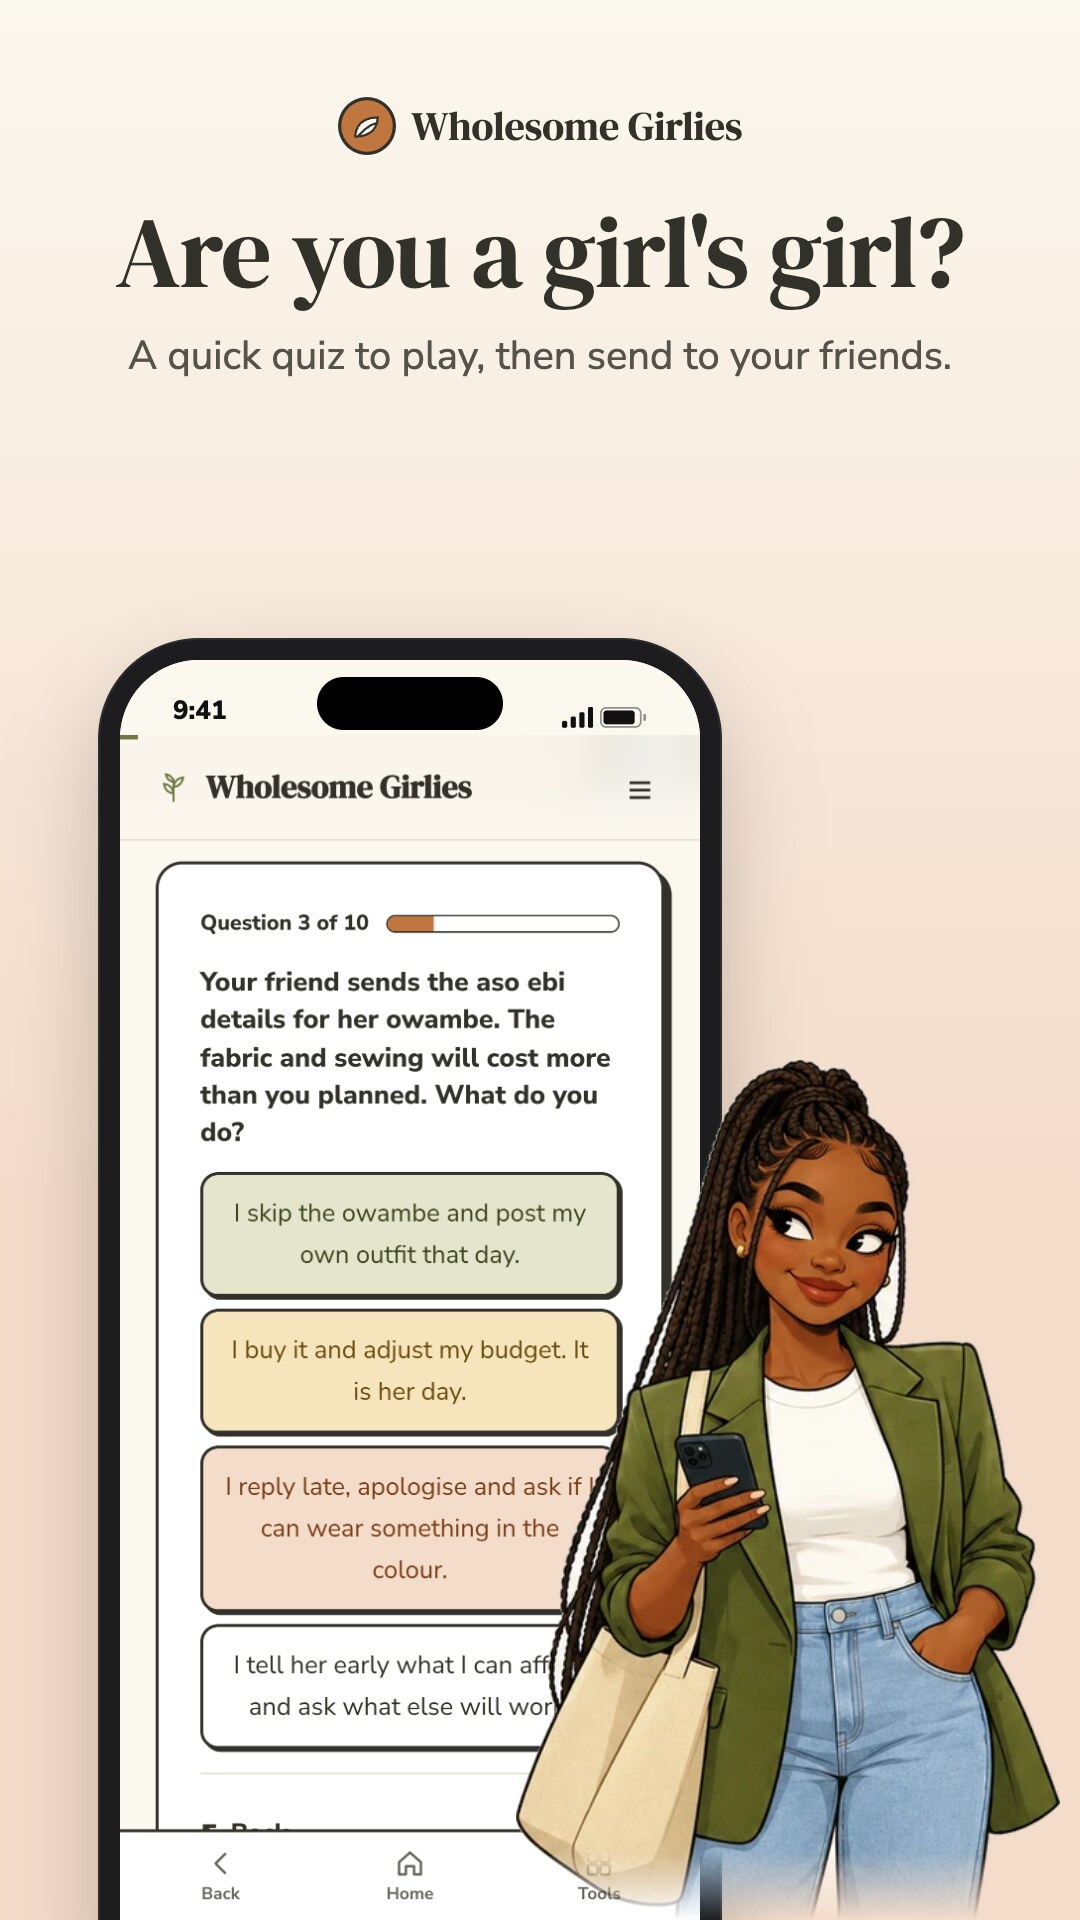 Wholesome Girlies
Are you a girl's girl?
A quick quiz to play, then send to your friends.
9:41
Wholesome Girlies
Question 3 of 10
Your friend sends the aso ebi
details for her owambe. The
fabric and sewing will cost more
than you planned. What do you
do?
I skip the owambe and post my
own outfit that day.
I buy it and adjust my budget. It
is her day.
I reply late, apologise and ask if I
can wear something in the
colour.
I tell her early what I can
and ask what else will
Back
Back
Home
Tools